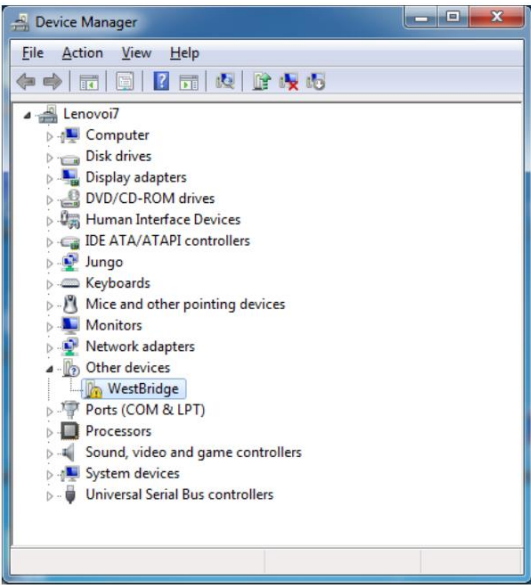 Device Manager
File Action View Help
Lenovoi7
Computer
Disk drives
Display adapters
DVD/CD-ROM drives
Human Interface Devices
IDE ATA/ATAPI controllers
Jungo
Keyboards
Mice and other pointing devices
Monitors
Network adapters
Other devices
WestBridge
Ports (COM & LPT)
Processors
Sound, video and game controllers
System devices
Universal Serial Bus controllers